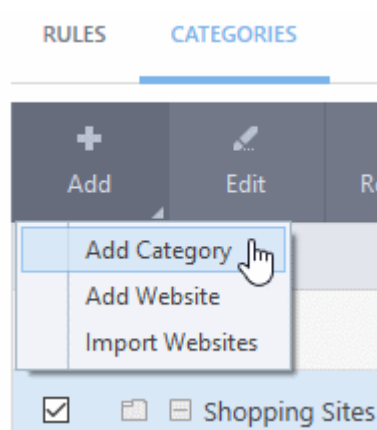 RULES CATEGORIES
Add Edit
Add Category
Add Website
Import Websites
Shopping Sites